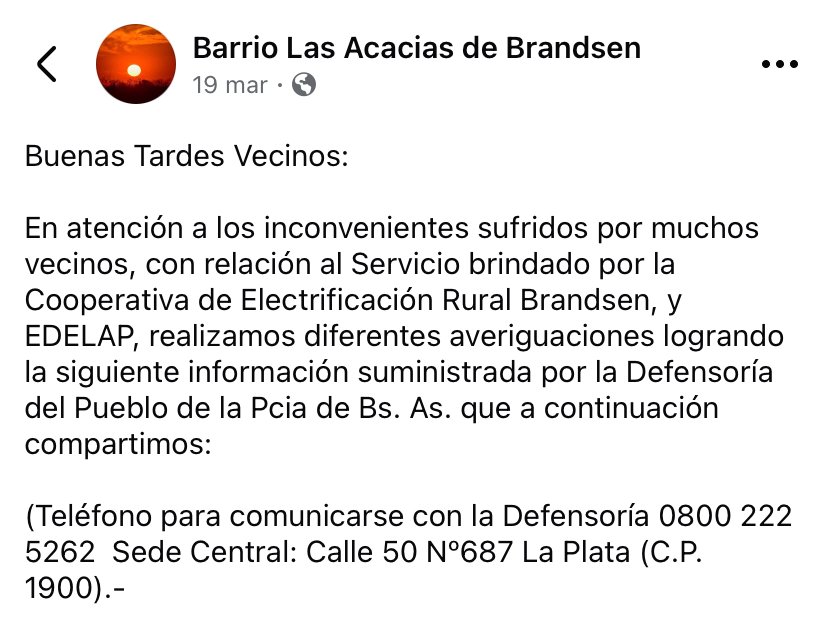 Barrio Las Acacias de Brandsen
19 mar ·
Buenas Tardes Vecinos:
En atención a los inconvenientes sufridos por muchos
vecinos, con relación al Servicio brindado por la
Cooperativa de Electrificación Rural Brandsen, y
EDELAP, realizamos diferentes averiguaciones logrando
la siguiente información suministrada por la Defensoría
del Pueblo de la Pcia de Bs. As. que a continuación
compartimos:
(Teléfono para comunicarse con la Defensoría 0800 222
5262  Sede Central: Calle 50 Nº687 La Plata (C.P.
1900).-